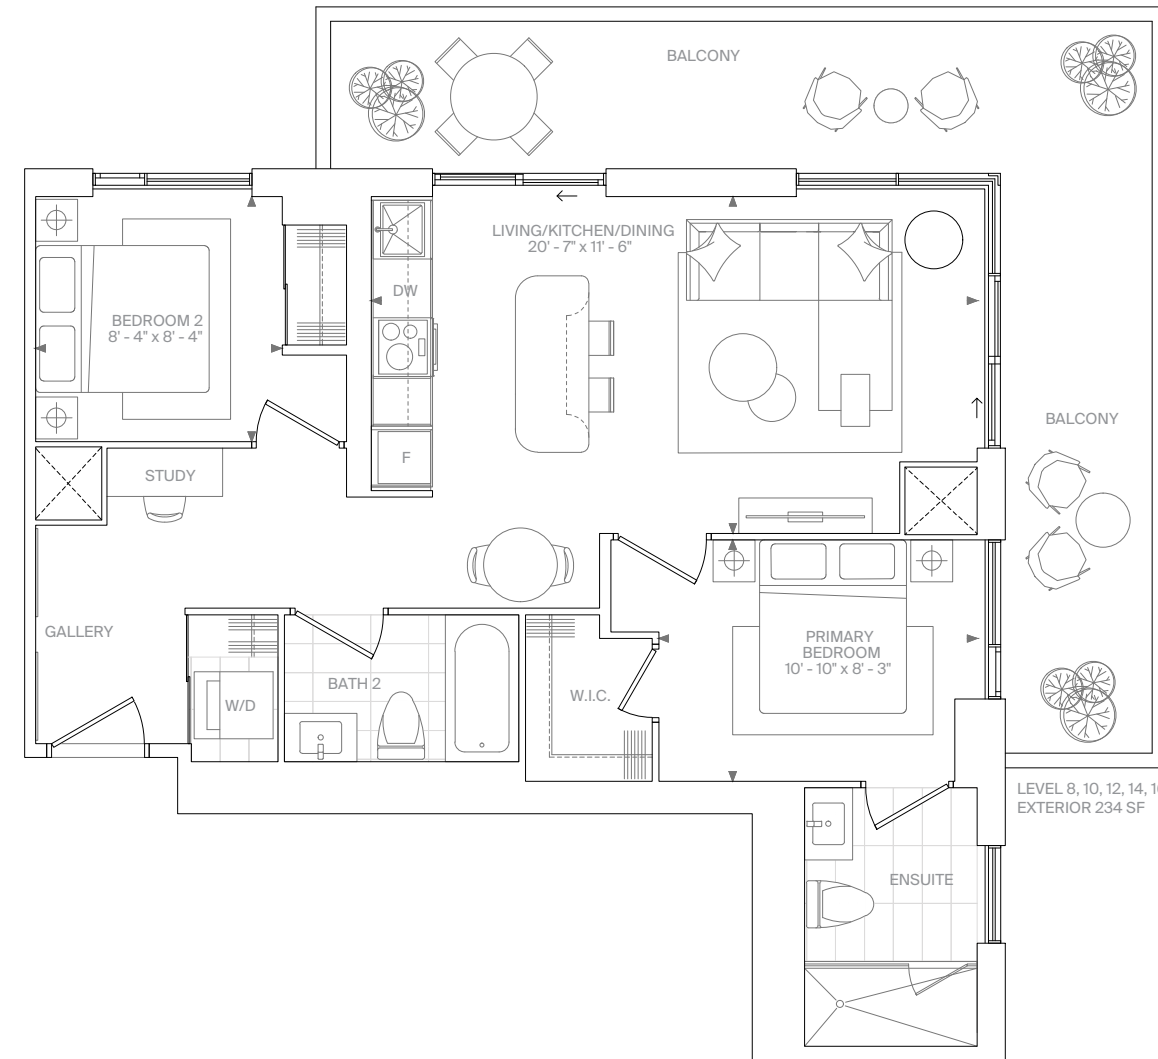 BALCONY
LIVING/KITCHEN/DINING
20' - 7" x 11' - 6"
DW
BEDROOM 2
8' - 4" x 8' - 4"
BALCONY
F
STUDY
GALLERY
PRIMARY
BEDROOM
10' - 10" x 8' - 3"
BATH 2
W.I.C.
W/D
LEVEL 8, 10, 12, 14, 1
EXTERIOR 234 SF
ENSUITE